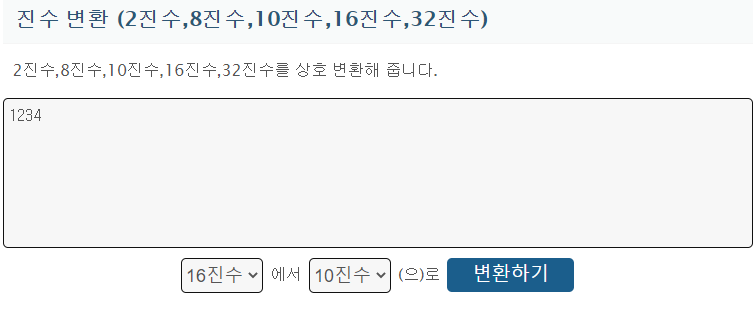 진수 변환 (2진수,8진수,10진수,16진수,32진수)
2진수,8진수,10진수,16진수,32진수를 상호 변환해 줍니다.
1234
16진수 에서 10진수 (으)로 변환하기